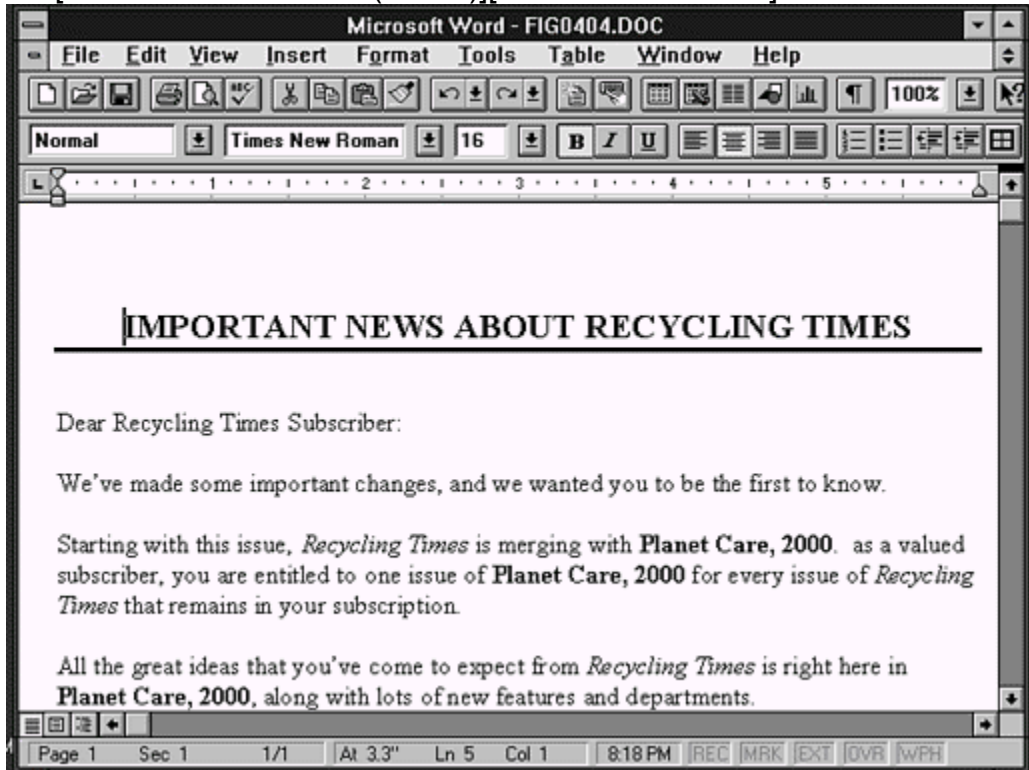 Microsoft Word - FIG0404.DOC
File Edit View Insert Format Tools Table Window Help
ABC 100%
Normal Times New Roman 16 B I U
1 2 3 4 5
IMPORTANT NEWS ABOUT RECYCLING TIMES
Dear Recycling Times Subscriber:
We've made some important changes, and we wanted you to be the first to know.
Starting with this issue, Recycling Times is merging with Planet Care, 2000.  as a valued
subscriber, you are entitled to one issue of Planet Care, 2000 for every issue of Recycling
Times that remains in your subscription.
All the great ideas that you've come to expect from Recycling Times is right here in
Planet Care, 2000, along with lots of new features and departments.
Page 1 Sec 1 1/1 At 3.3" Ln 5 Col 1 8:18 PM REC MRK EXT OVR WPH